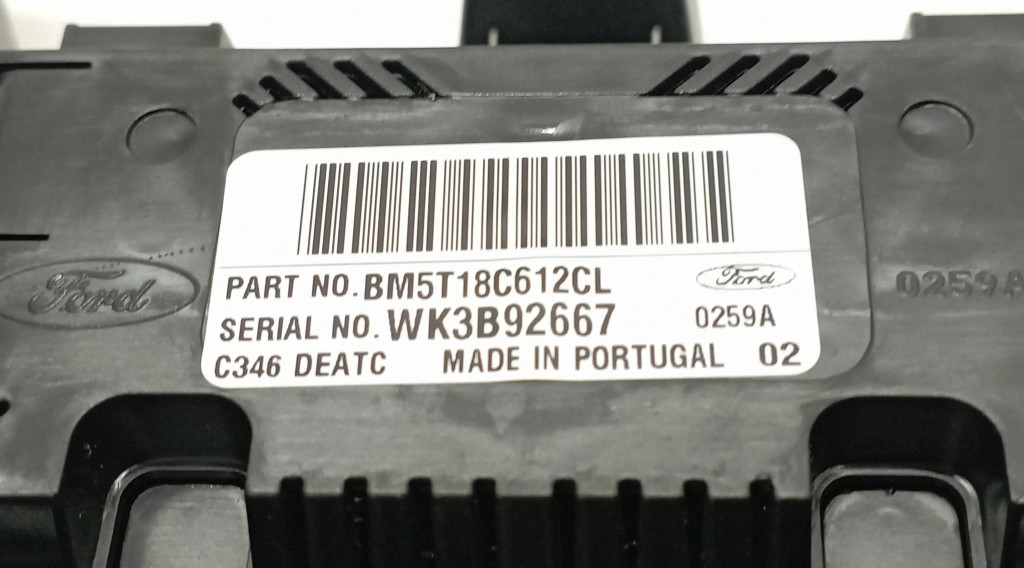 PART NO. BM5T18C612CL
Ford
SERIAL NO. WK3B92667
0259A
C346 DEATC MADE IN PORTUGAL 02
Ford
0259A